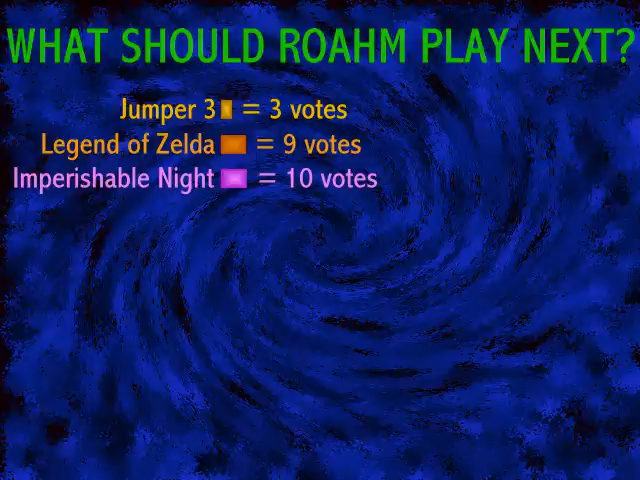 WHAT SHOULD ROAHM PLAY NEXT?
Jumper 3 = 3 votes
Legend of Zelda = 9 votes
Imperishable Night = 10 votes